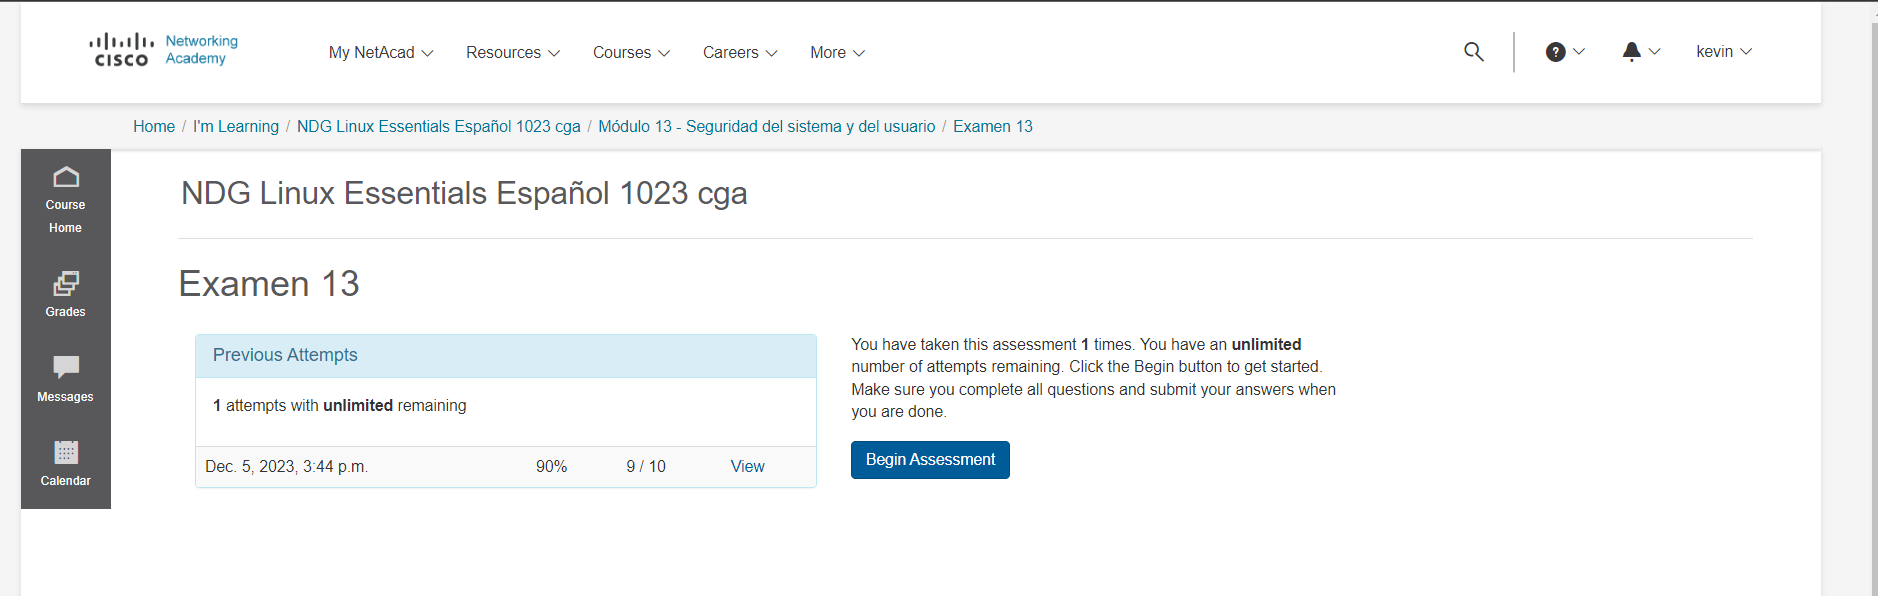 CISCO
Networking
Academy
My NetAcad
Resources
Courses
Careers
More
?
kevin
Home / I'm Learning / NDG Linux Essentials Español 1023 cga / Módulo 13 - Seguridad del sistema y del usuario / Examen 13
Course
Home
Grades
Messages
Calendar
NDG Linux Essentials Español 1023 cga
Examen 13
Previous Attempts
1 attempts with unlimited remaining
Dec. 5, 2023, 3:44 p.m. 90% 9 / 10 View
You have taken this assessment 1 times. You have an unlimited
number of attempts remaining. Click the Begin button to get started.
Make sure you complete all questions and submit your answers when
you are done.
Begin Assessment